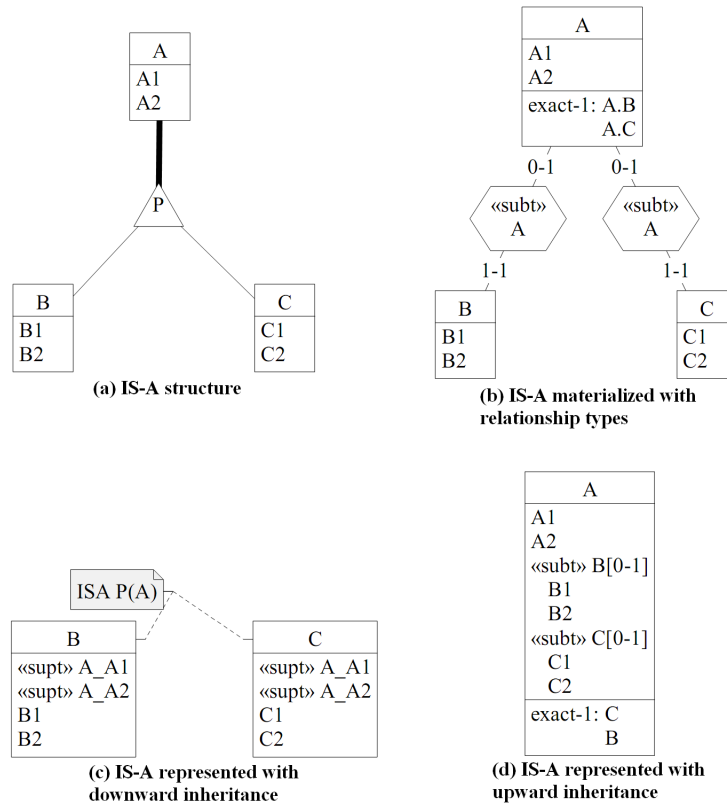 A
A1
A2
P
B
B1
B2
C
C1
C2
(a) IS-A structure
A
A1
A2
exact-1: A.B
A.C
0-1
0-1
«subt»
A
«subt»
A
1-1
1-1
B
B1
B2
C
C1
C2
(b) IS-A materialized with
relationship types
ISA P(A)
B
«supt» A_A1
«supt» A_A2
B1
B2
C
«supt» A_A1
«supt» A_A2
C1
C2
(c) IS-A represented with
downward inheritance
A
A1
A2
«subt» B[0-1]
B1
B2
«subt» C[0-1]
C1
C2
exact-1: C
B
(d) IS-A represented with
upward inheritance